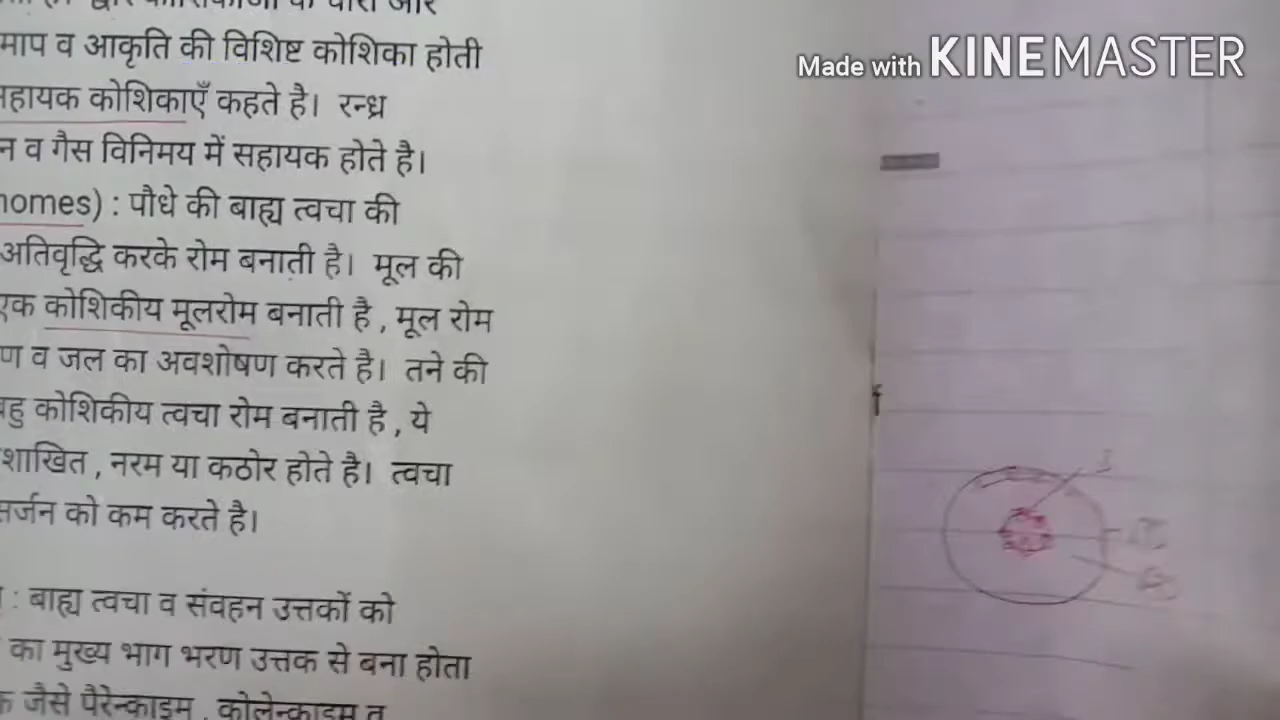 माप व आकृति की विशिष्ट कोशिका होती
सहायक कोशिकाएँ कहते है। रन्ध्र
न व गैस विनिमय में सहायक होते है।
homes) : पौधे की बाह्य त्वचा की
अतिवृद्धि करके रोम बनाती है। मूल की
एक कोशिकीय मूलरोम बनाती है , मूल रोम
ण व जल का अवशोषण करते है। तने की
बहु कोशिकीय त्वचा रोम बनाती है , ये
शाखित , नरम या कठोर होते है। त्वचा
सर्जन को कम करते है।
: बाह्य त्वचा व संवहन उत्तकों को
का मुख्य भाग भरण उत्तक से बना होता
जैसे पैरेन्काइम , कोलेन्काइम व
Made with KINEMASTER